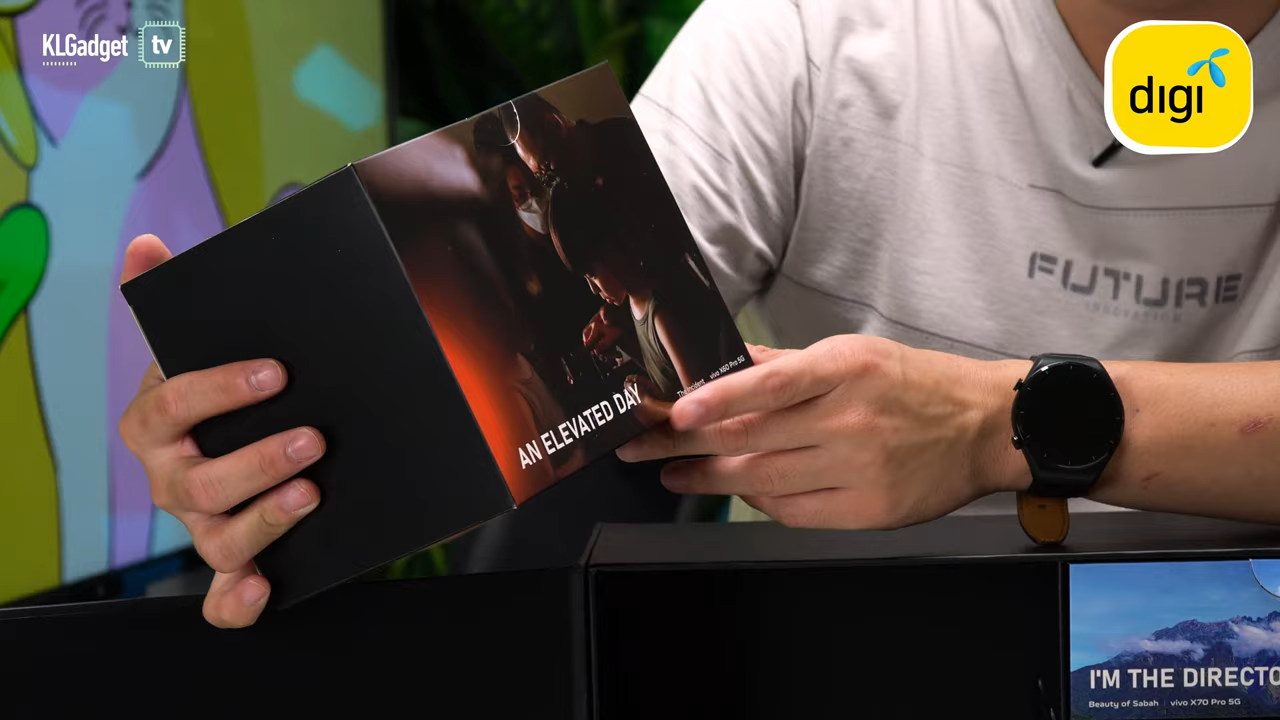 KLGadget tv
digi
FUTURE
INNOVATION
AN ELEVATED DAY
The Incident vivo X60 Pro 5G
I'M THE DIRECTO
Beauty of Sabah | vivo X70 Pro 5G